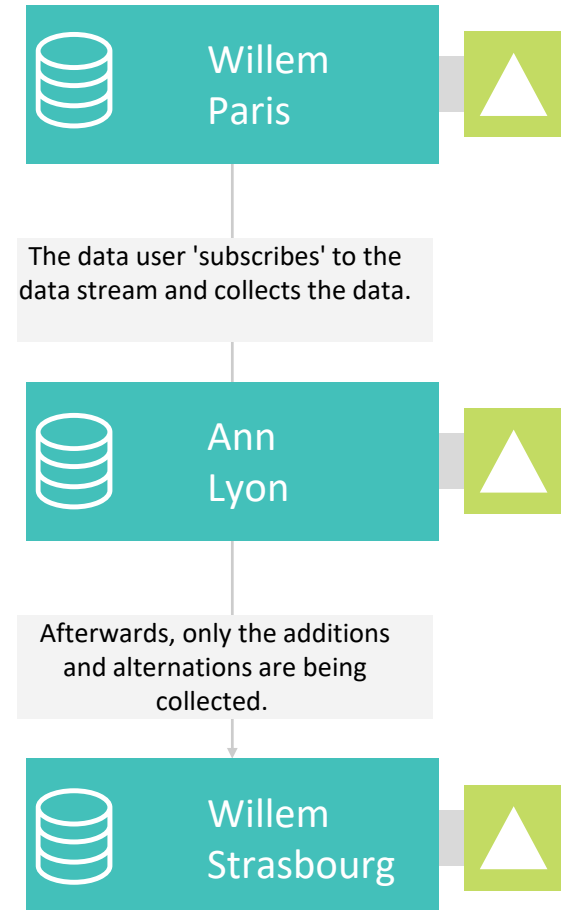 Willem
Paris
The data user 'subscribes' to the
data stream and collects the data.
Ann
Lyon
Afterwards, only the additions
and alternations are being
collected.
Willem
Strasbourg